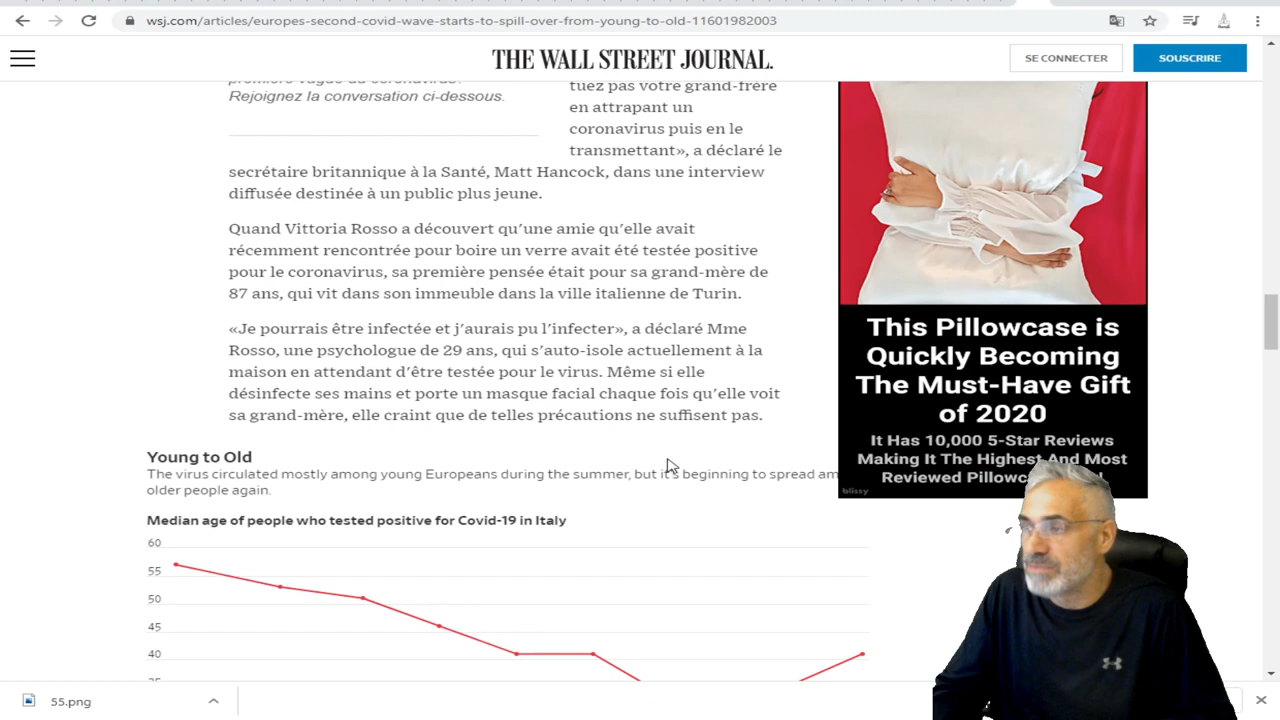 wsj.com/articles/europes-second-covid-wave-starts-to-spill-over-from-young-to-old-11601982003
THE WALL STREET JOURNAL.
SE CONNECTER
SOUSCRIRE
première vague du coronavirus?
Rejoignez la conversation ci-dessous.
tuez pas votre grand-frère
en attrapant un
coronavirus puis en le
transmettant», a déclaré le
secrétaire britannique à la Santé, Matt Hancock, dans une interview
diffusée destinée à un public plus jeune.
Quand Vittoria Rosso a découvert qu'une amie qu'elle avait
récemment rencontrée pour boire un verre avait été testée positive
pour le coronavirus, sa première pensée était pour sa grand-mère de
87 ans, qui vit dans son immeuble dans la ville italienne de Turin.
«Je pourrais être infectée et j'aurais pu l'infecter», a déclaré Mme
Rosso, une psychologue de 29 ans, qui s'auto-isole actuellement à la
maison en attendant d'être testée pour le virus. Même si elle
désinfecte ses mains et porte un masque facial chaque fois qu'elle voit
sa grand-mère, elle craint que de telles précautions ne suffisent pas.
This Pillowcase is
Quickly Becoming
The Must-Have Gift
of 2020
It Has 10,000 5-Star Reviews
Making It The Highest And Most
Reviewed
blissy
Young to Old
The virus circulated mostly among young Europeans during the summer, but it's beginning to spread am
older people again.
Median age of people who tested positive for Covid-19 in Italy
60
55
50
45
40
35
55.png